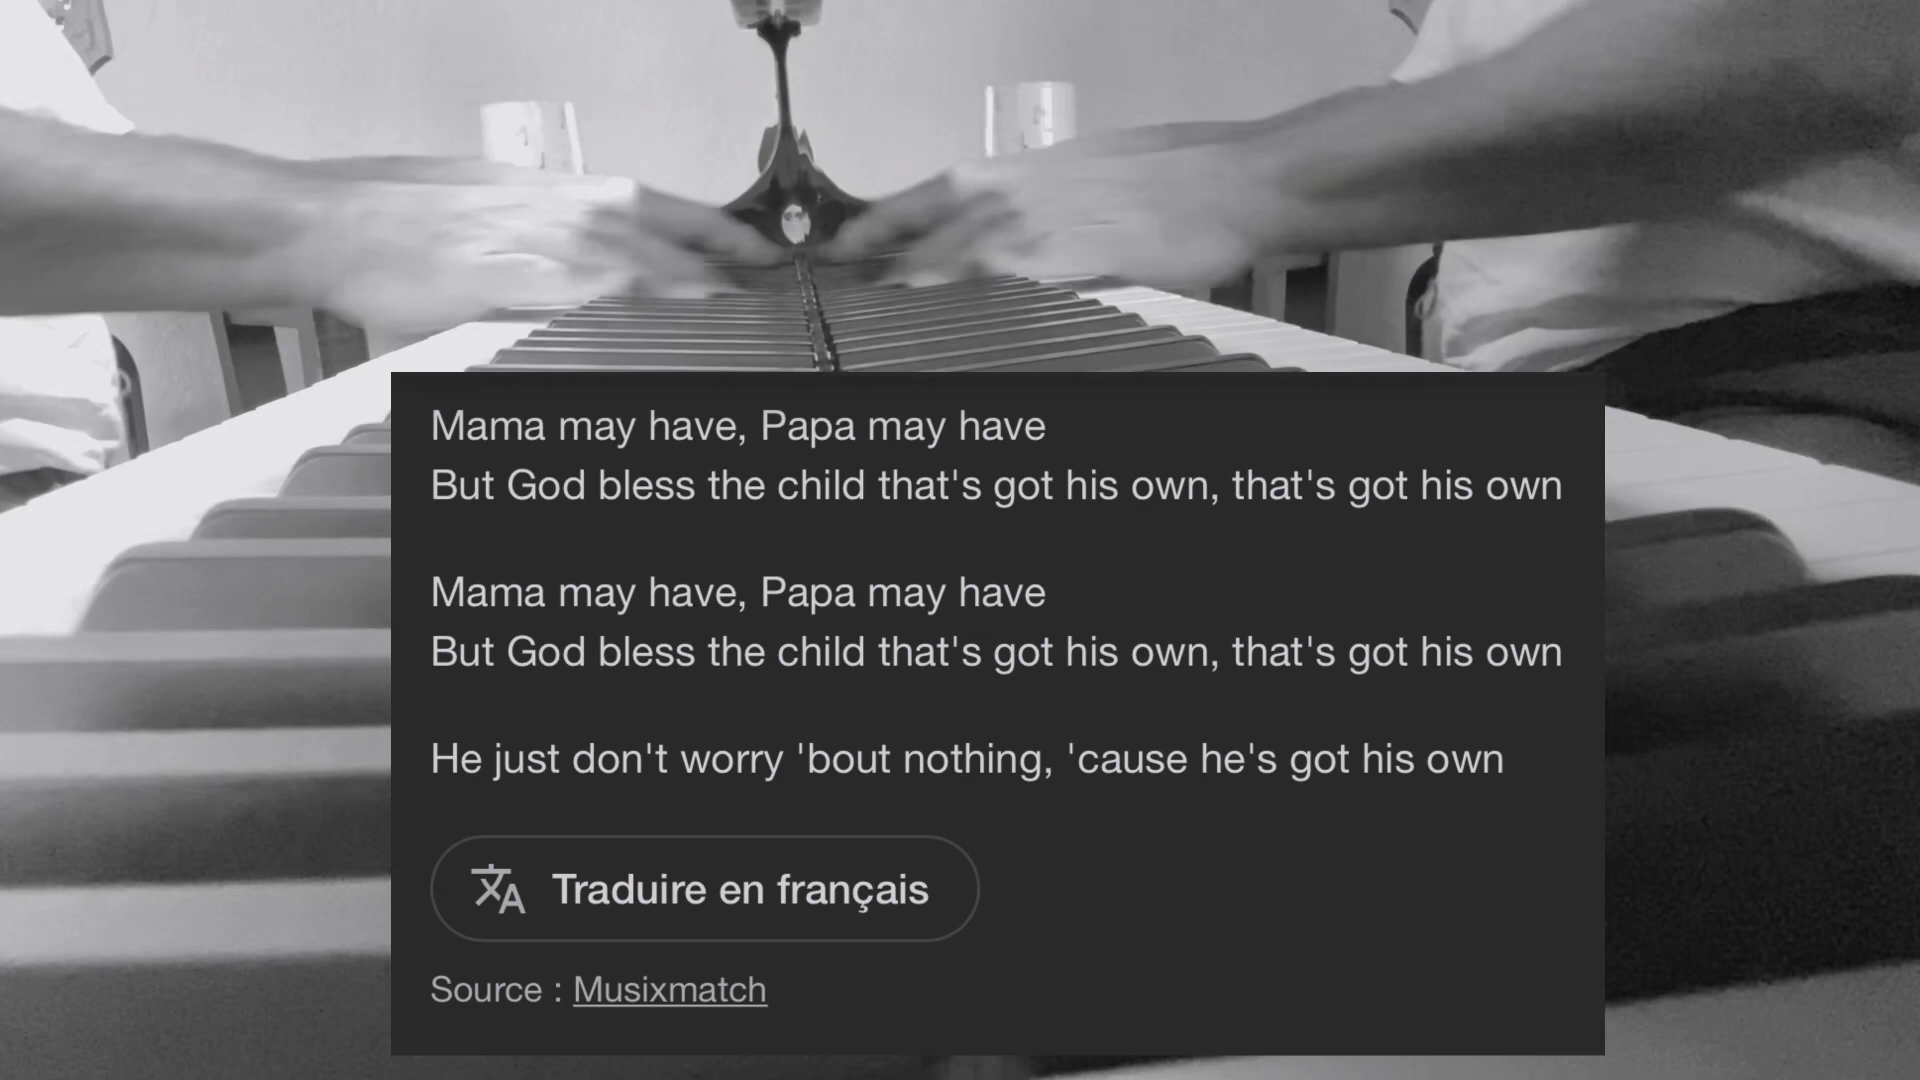 Mama may have, Papa may have
But God bless the child that's got his own, that's got his own
Mama may have, Papa may have
But God bless the child that's got his own, that's got his own
He just don't worry 'bout nothing, 'cause he's got his own
Traduire en français
Source : Musixmatch